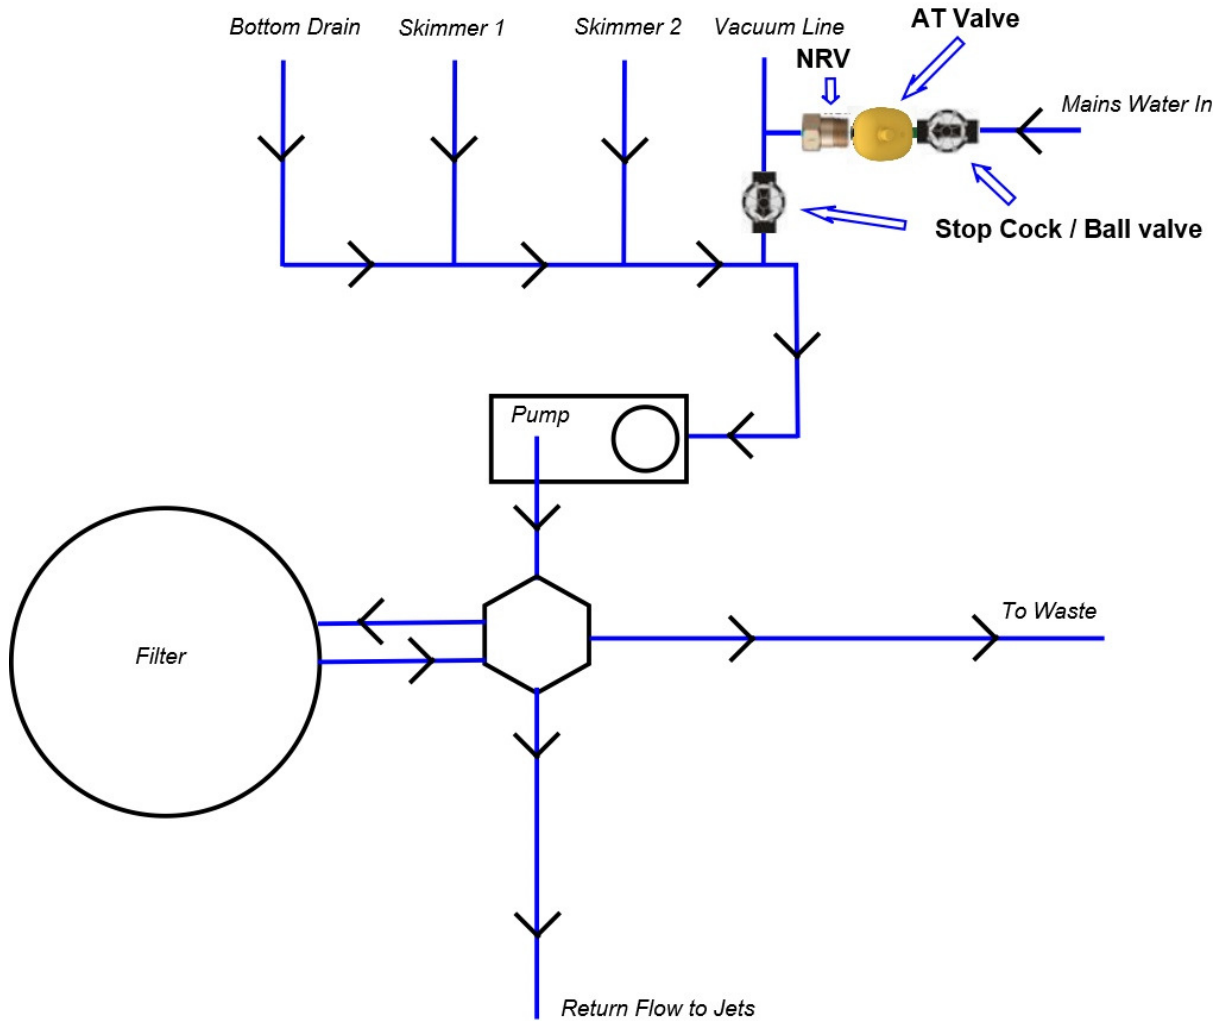 Bottom Drain
Skimmer 1
Skimmer 2
Vacuum Line
AT Valve
NRV
Mains Water In
Stop Cock / Ball valve
Pump
To Waste
Filter
Return Flow to Jets